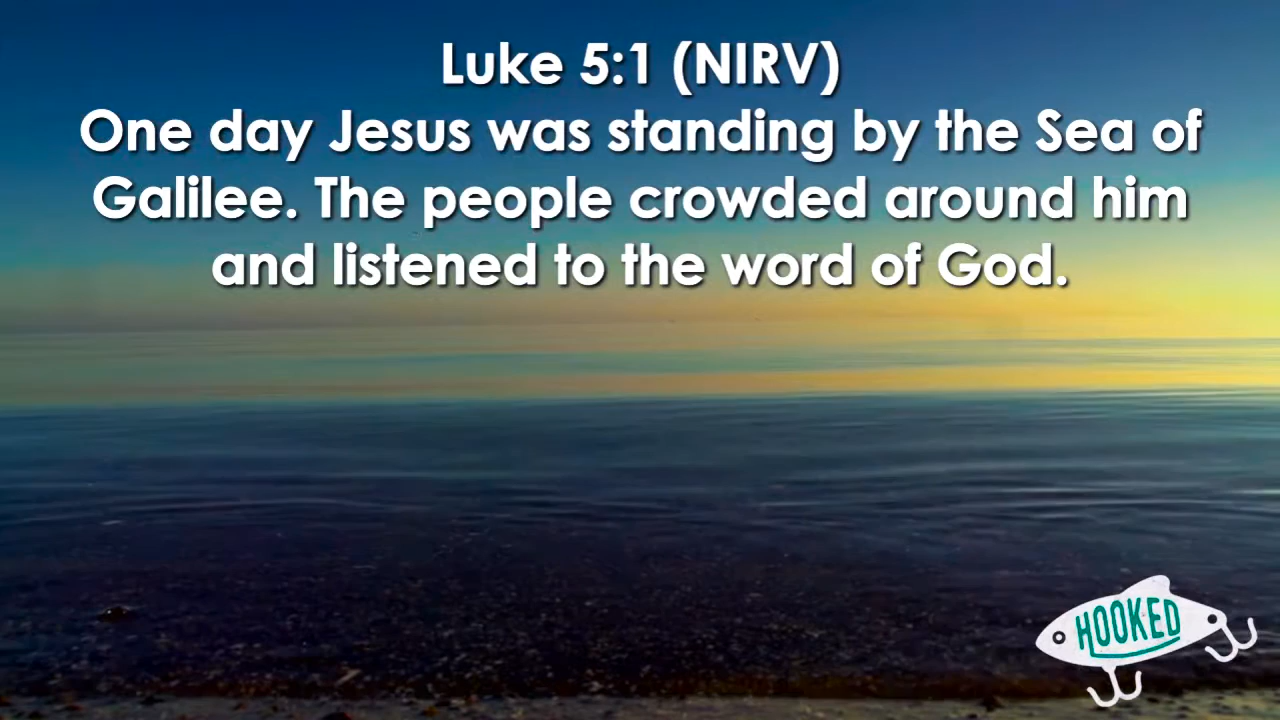 Luke 5:1 (NIRV)
One day Jesus was standing by the Sea of
Galilee. The people crowded around him
and listened to the word of God.
HOOKED